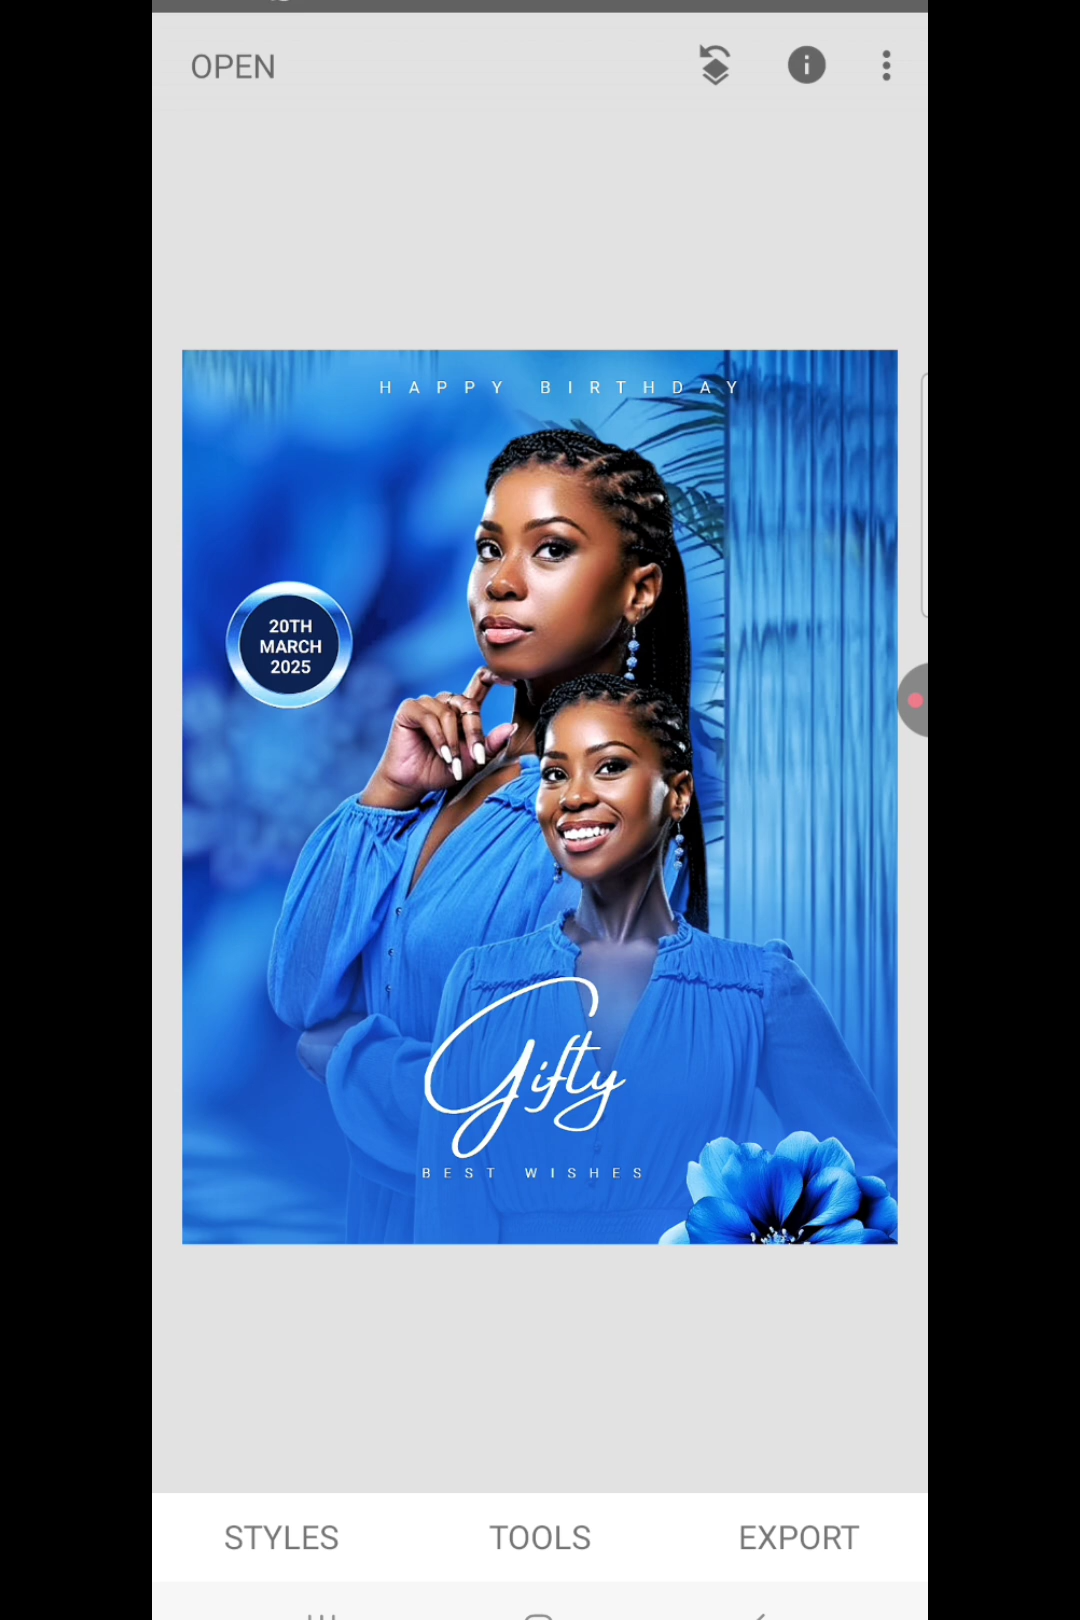 OPEN
HAPPY BIRTHDAY
20TH
MARCH
2025
Gifty
BEST WISHES
STYLES TOOLS EXPORT